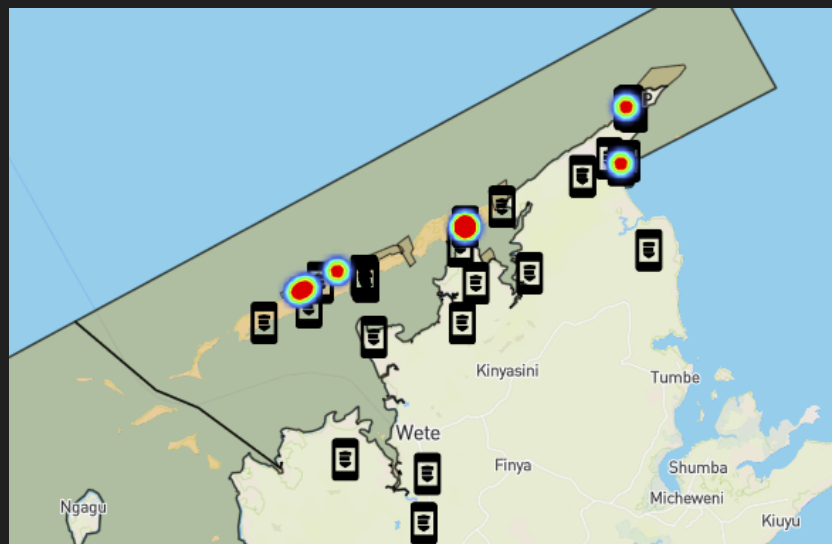 P
Kinyasini
Tumbe
Wete
Finya
Shumba
Micheweni
Ngagu
Kiuyu